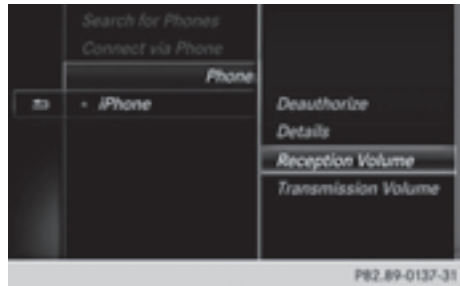 Search for Phones
Connect via Phone
Phone
iPhone
Deauthorize
Details
Reception Volume
Transmission Volume
P82.89-0137-31